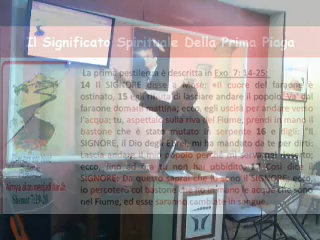 Il Significato Spirituale Della Prima Piaga
La prima pestilenza è descritta in Exo. 7: 14-25.
14 Il SIGNORE disse a Mosè: «Il cuore del faraone è
ostinato, 15 egli rifiuta di lasciare andare il popolo. Va' dal
faraone domani mattina; ecco, egli uscirà per andare verso
l'acqua; tu, aspettalo sulla riva del Fiume, prendi in mano il
bastone che è stato mutato in serpente 16 e digli: "Il
SIGNORE, il Dio degli Ebrei, mi ha mandato da te per dirti:
Lascia andare il mio popolo perché mi serva nel deserto;
ecco, fino ad ora tu non hai ubbidito. 17 Così dice il
SIGNORE: Da questo saprai che io sono il SIGNORE; ecco,
io percoterò col bastone che ho in mano le acque che sono
nel Fiume, ed esse saranno cambiate in sangue.